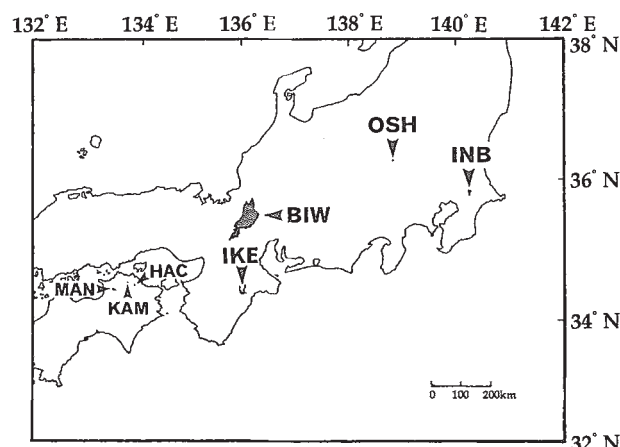 132° E 134° E 136° E 138° E 140° E 142° E
38° N
OSH
INB
36° N
BIW
IKE
HAC
MAN
KAM
34° N
0 100 200km
32° N